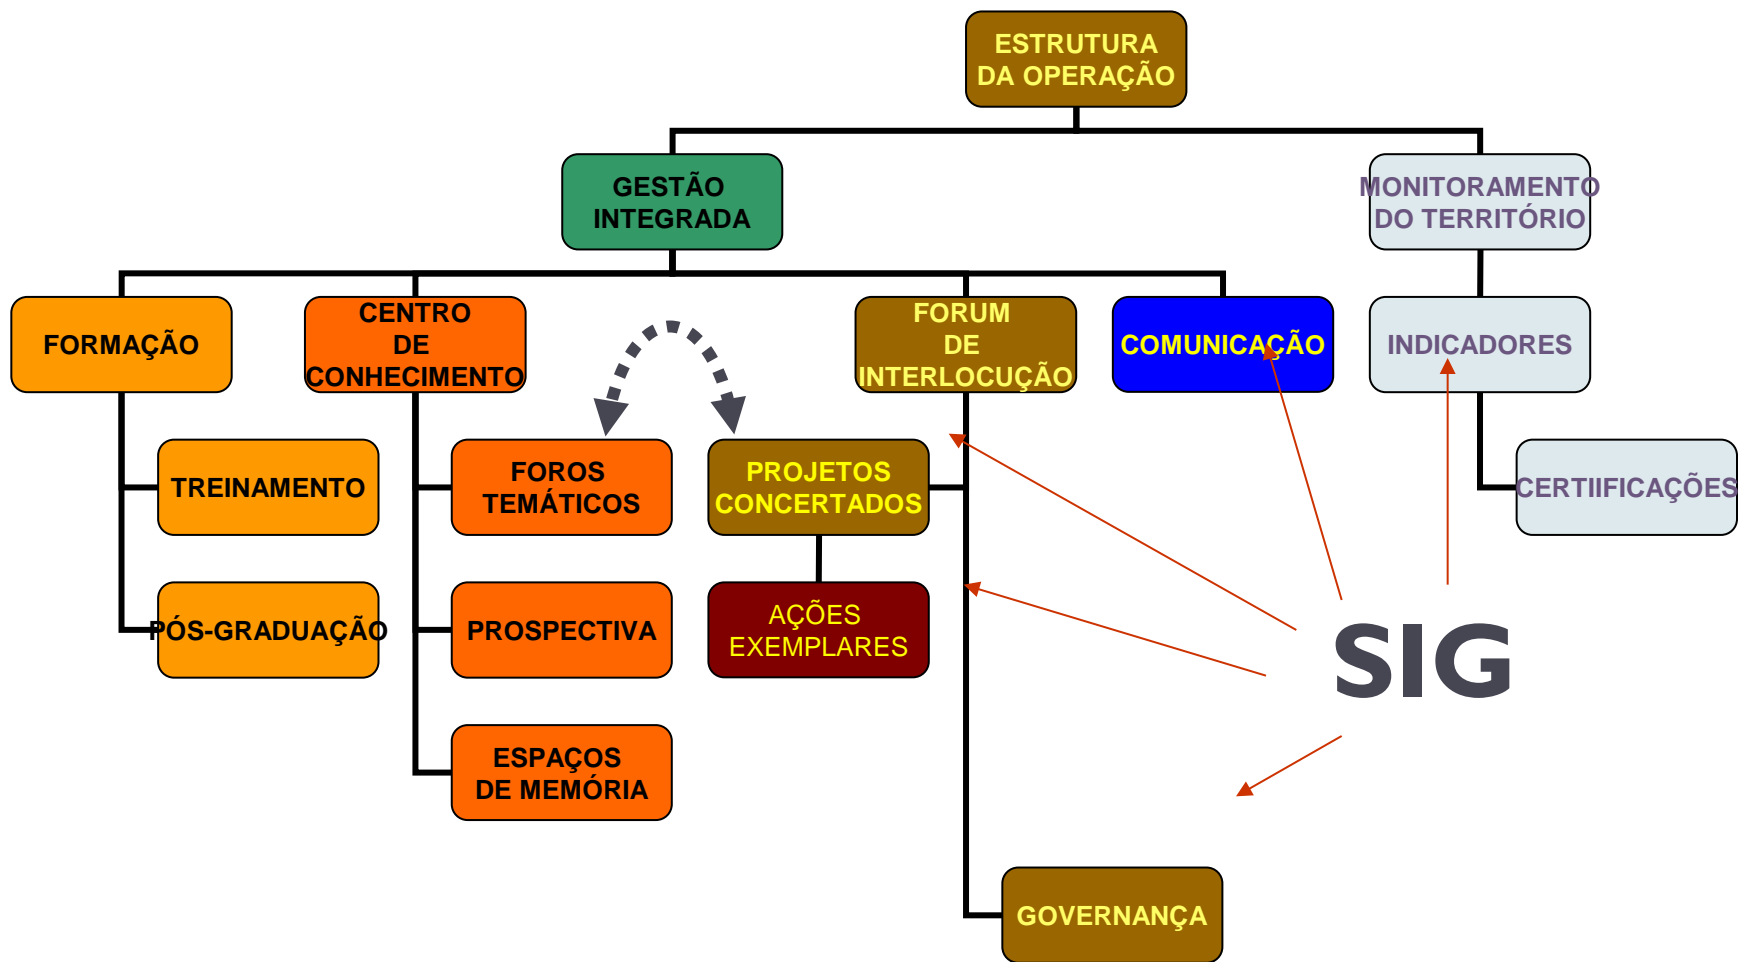 ESTRUTURA
DA OPERAÇÃO
GESTÃO
INTEGRADA
MONITORAMENTO
DO TERRITÓRIO
FORMAÇÃO
CENTRO
DE
CONHECIMENTO
FORUM
DE
INTERLOCUÇÃO
COMUNICAÇÃO
INDICADORES
TREINAMENTO
FOROS
TEMÁTICOS
PROJETOS
CONCERTADOS
CERTIIFICAÇÕES
PÓS-GRADUAÇÃO
PROSPECTIVA
AÇÕES
EXEMPLARES
SIG
ESPAÇOS
DE MEMÓRIA
GOVERNANÇA